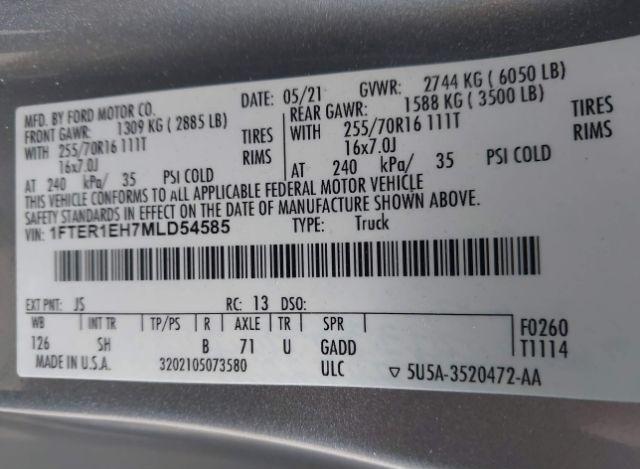 MFD. BY FORD MOTOR CO. DATE: 05/21 GVWR: 2744 KG ( 6050 LB)
FRONT GAWR: 1309 KG ( 2885 LB) REAR GAWR: 1588 KG ( 3500 LB)
WITH 255/70R16 111T TIRES WITH 255/70R16 111T TIRES
16x7.0J RIMS 16x7.0J RIMS
AT 240 kPa/ 35 PSI COLD AT 240 kPa/ 35 PSI COLD
THIS VEHICLE CONFORMS TO ALL APPLICABLE FEDERAL MOTOR VEHICLE
SAFETY STANDARDS IN EFFECT ON THE DATE OF MANUFACTURE SHOWN ABOVE.
VIN: 1FTER1EH7MLD54585 TYPE: Truck
EXT PNT: JS RC: 13 DSO:
WB INT TR TP/PS R AXLE TR SPR F0260
126 SH B 71 U GADD T1114
MADE IN U.S.A. 3202105073580 ULC ▽ 5U5A-3520472-AA